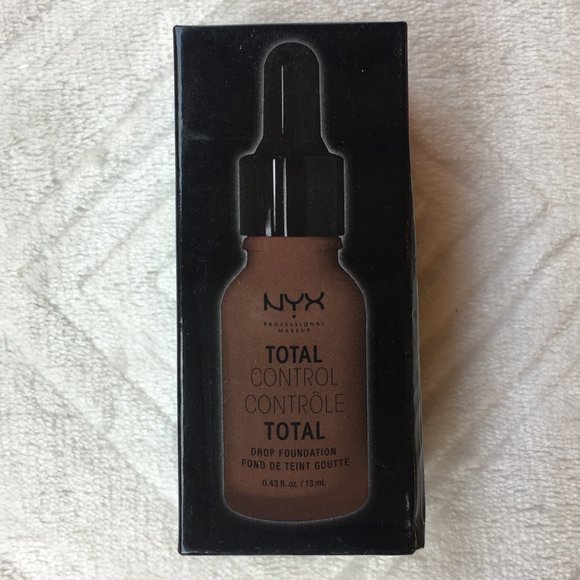 NYX
PROFESSIONAL
MAKEUP
TOTAL
CONTROL
CONTRÔLE
TOTAL
DROP FOUNDATION
FOND DE TEINT GOUTTE
0.43 fl. oz. / 13 ml.